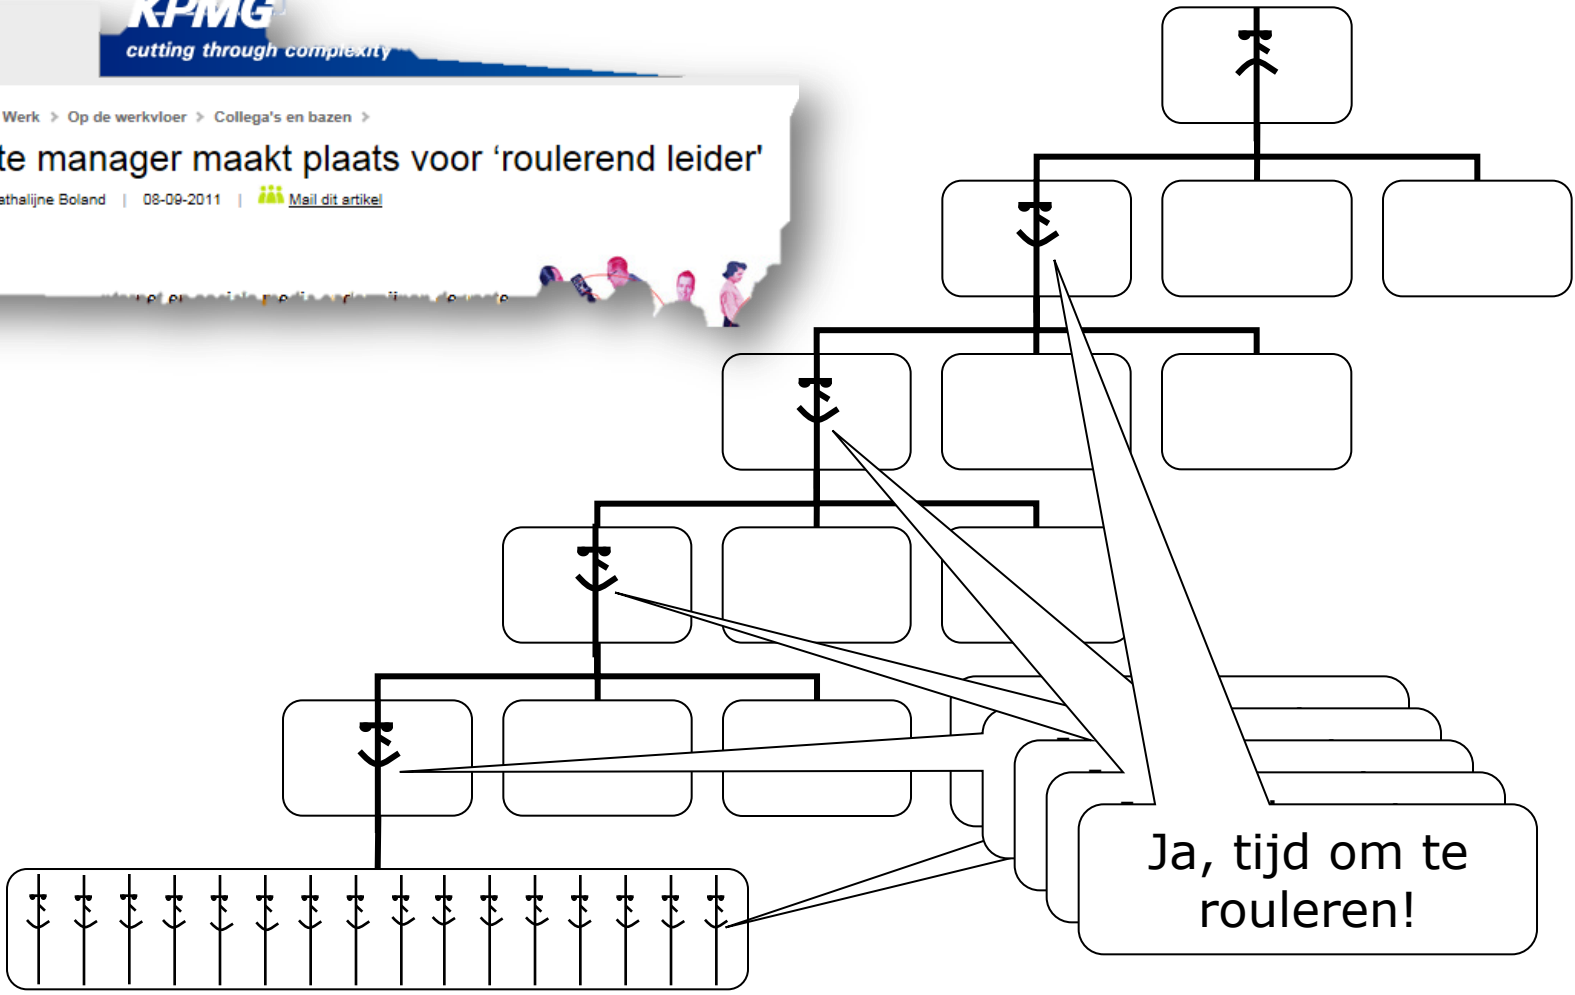 KPMG
cutting through complexity
Werk > Op de werkvloer > Collega's en bazen >
te manager maakt plaats voor ‘roulerend leider'
athalijne Boland | 08-09-2011 | Mail dit artikel
Ja, tijd om te
rouleren!